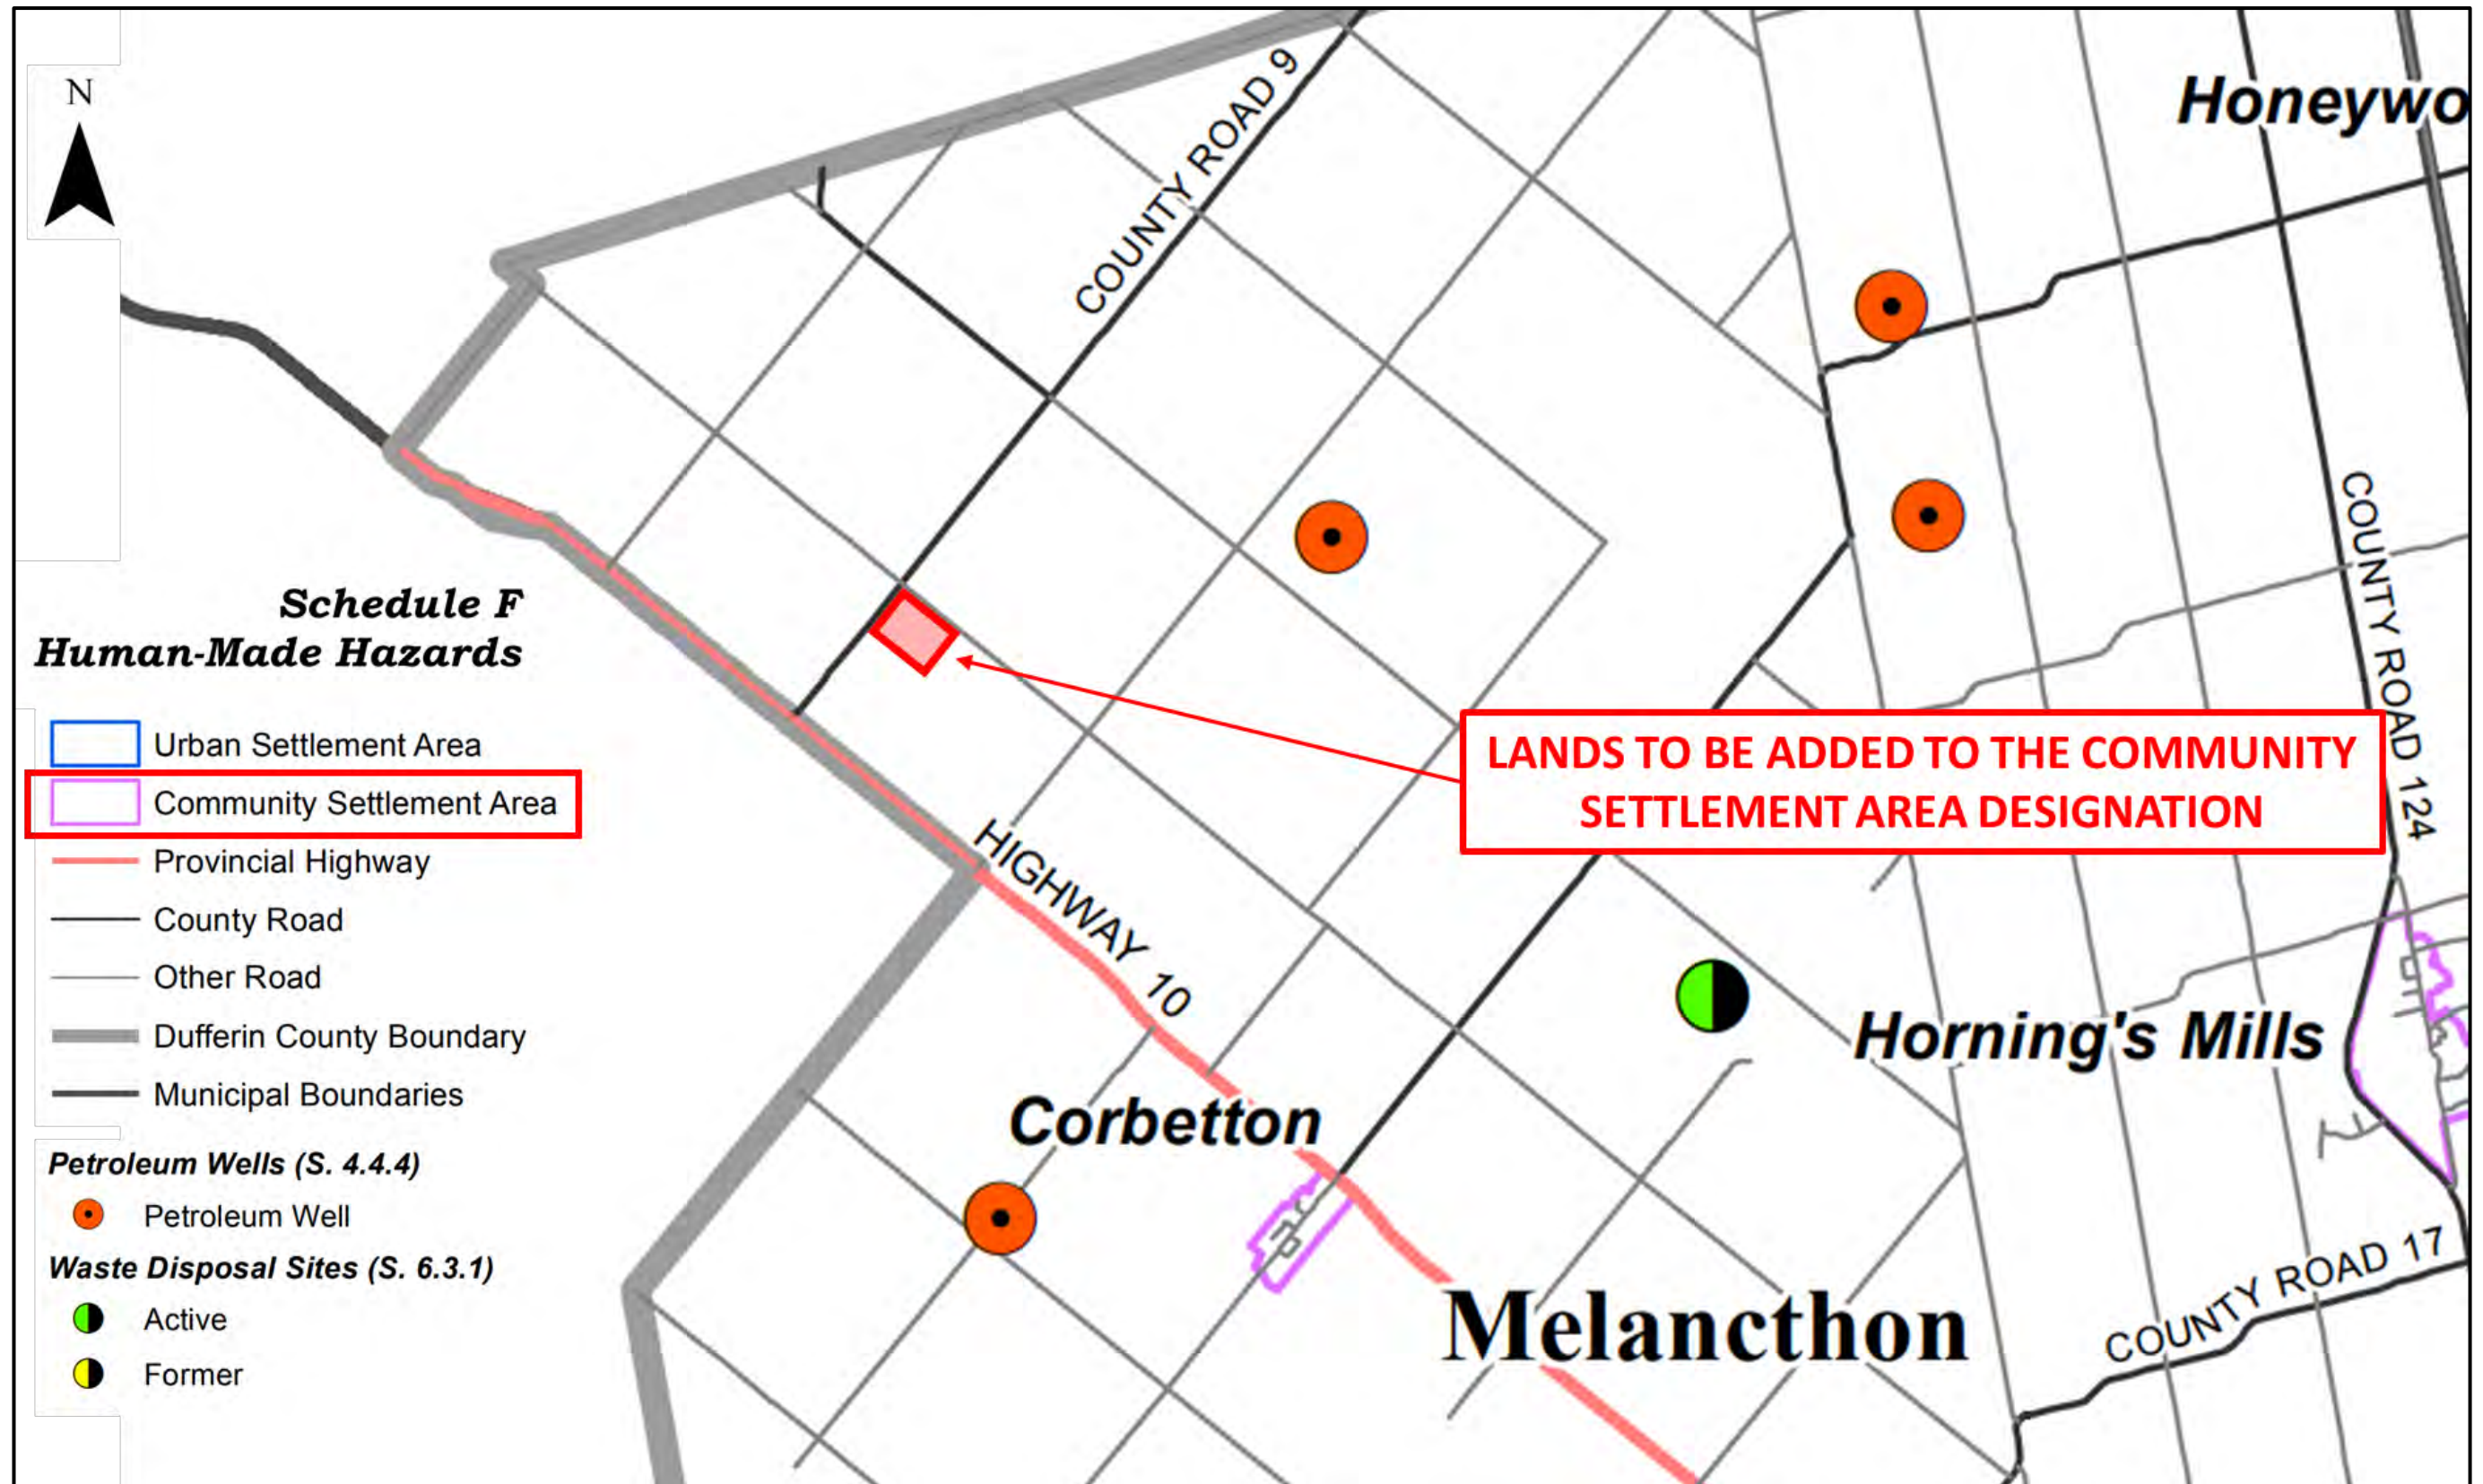 N
Schedule F
Human-Made Hazards
Urban Settlement Area
Community Settlement Area
Provincial Highway
County Road
Other Road
Dufferin County Boundary
Municipal Boundaries
Petroleum Wells (S. 4.4.4)
Petroleum Well
Waste Disposal Sites (S. 6.3.1)
Active
Former
COUNTY ROAD 9
Honeywo
COUNTY ROAD 124
LANDS TO BE ADDED TO THE COMMUNITY
SETTLEMENT AREA DESIGNATION
HIGHWAY 10
Horning's Mills
Corbetton
COUNTY ROAD 17
Melancthon